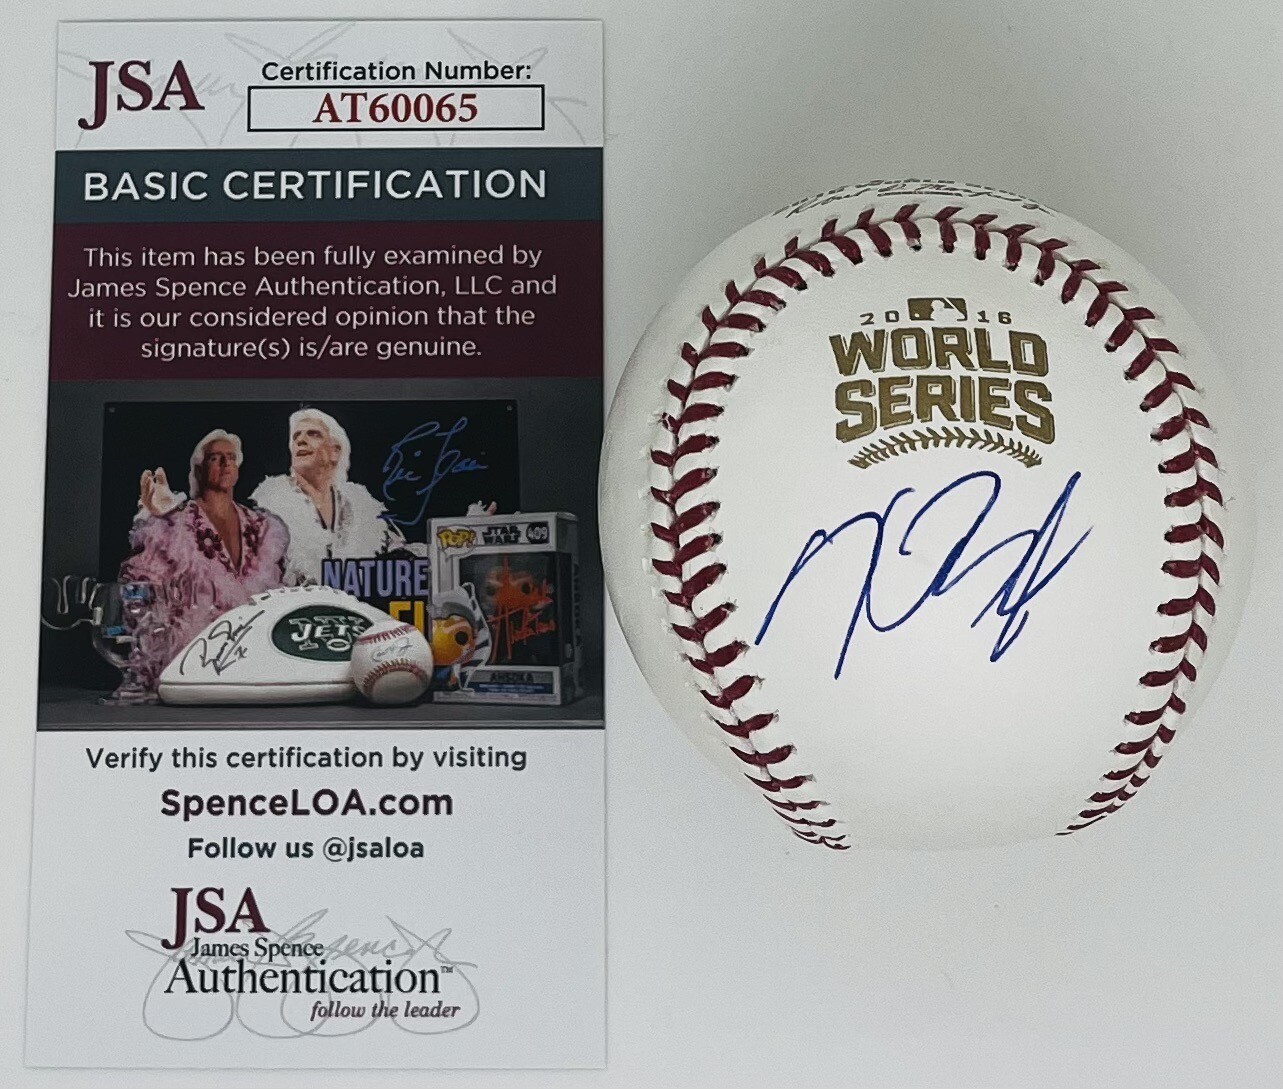 JSA
Certification Number:
AT60065
BASIC CERTIFICATION
This item has been fully examined by
James Spence Authentication, LLC and
it is our considered opinion that the
signature(s) is/are genuine.
NATURE
POP!
STAR WARS
409
JETS
AHSOKA
Verify this certification by visiting
SpenceLOA.com
Follow us @jsaloa
JSA
James Spence
Authentication™
follow the leader
2016
WORLD
SERIES